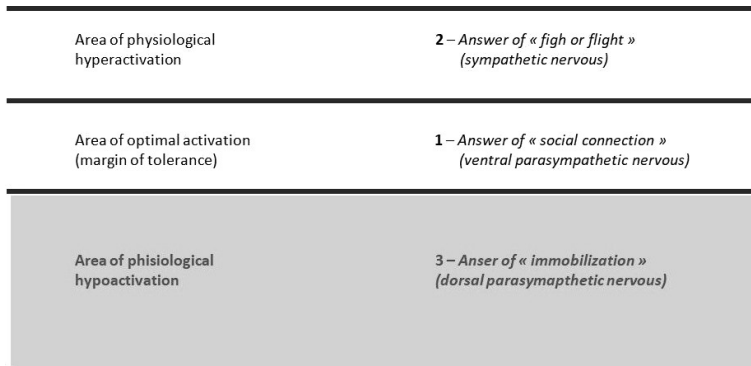 Area of physiological
hyperactivation
2 – Answer of « figh or flight »
(sympathetic nervous)
Area of optimal activation
(margin of tolerance)
1 – Answer of « social connection »
(ventral parasympathetic nervous)
Area of phisiological
hypoactivation
3 – Anser of « immobilization »
(dorsal parasymapthetic nervous)